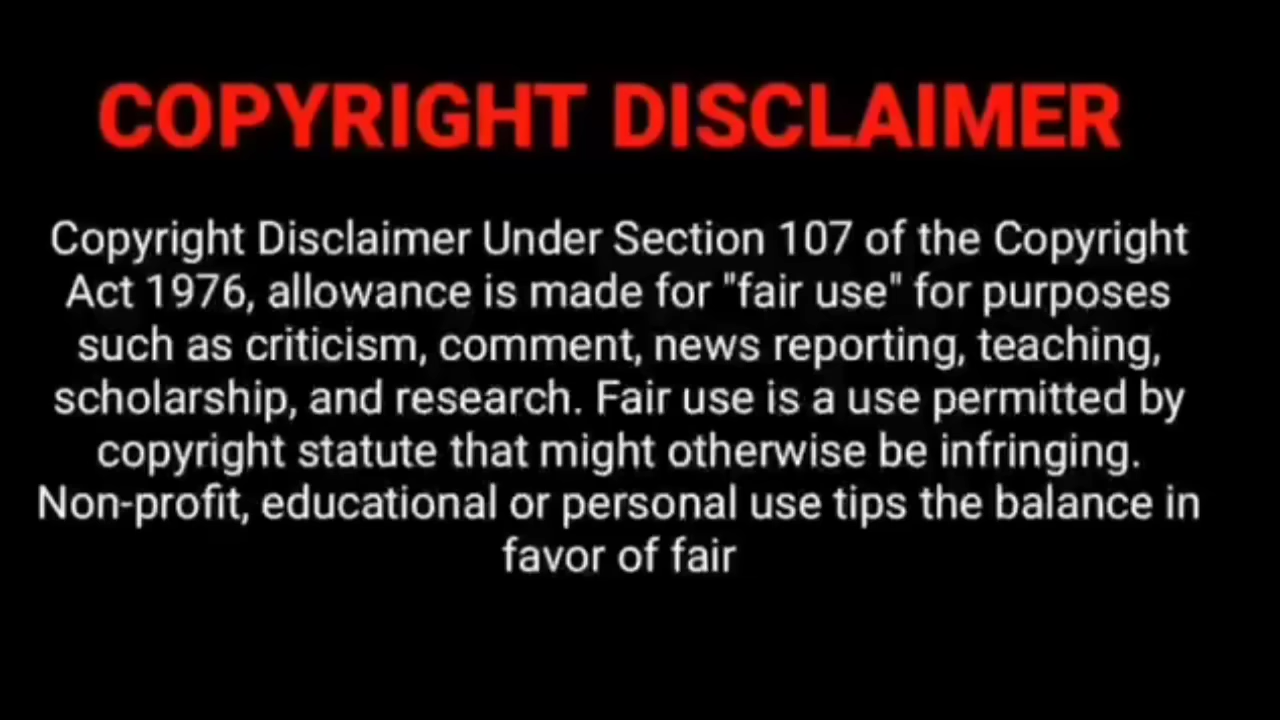 COPYRIGHT DISCLAIMER
Copyright Disclaimer Under Section 107 of the Copyright
Act 1976, allowance is made for "fair use" for purposes
such as criticism, comment, news reporting, teaching,
scholarship, and research. Fair use is a use permitted by
copyright statute that might otherwise be infringing.
Non-profit, educational or personal use tips the balance in
favor of fair